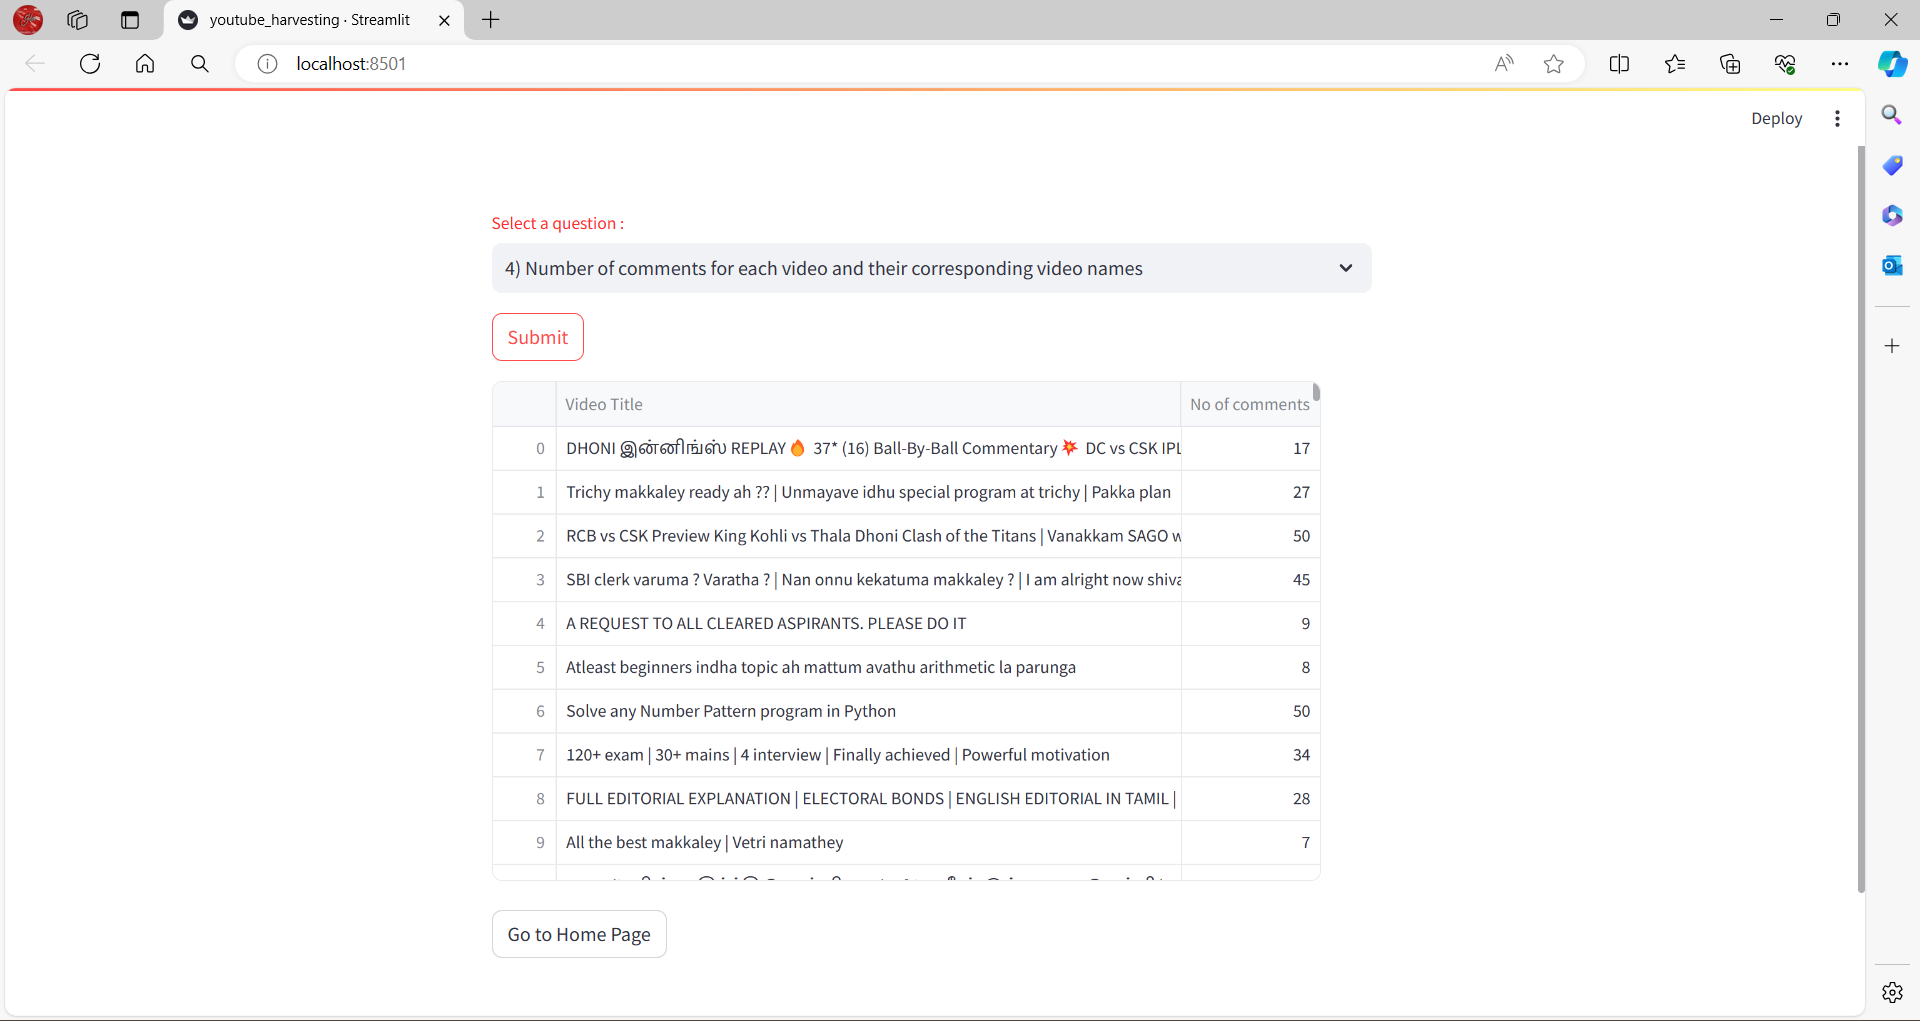 youtube_harvesting · Streamlit
localhost:8501
Deploy
Select a question :
4) Number of comments for each video and their corresponding video names
Submit
Video Title No of comments
0 DHONI இன்னிங்ஸ் REPLAY🔥 37* (16) Ball-By-Ball Commentary💥 DC vs CSK IPL 17
1 Trichy makkaley ready ah ?? | Unmayave idhu special program at trichy | Pakka plan 27
2 RCB vs CSK Preview King Kohli vs Thala Dhoni Clash of the Titans | Vanakkam SAGO w 50
3 SBI clerk varuma ? Varatha ? | Nan onnu kekatuma makkaley ? | I am alright now shiva 45
4 A REQUEST TO ALL CLEARED ASPIRANTS. PLEASE DO IT 9
5 Atleast beginners indha topic ah mattum avathu arithmetic la parunga 8
6 Solve any Number Pattern program in Python 50
7 120+ exam | 30+ mains | 4 interview | Finally achieved | Powerful motivation 34
8 FULL EDITORIAL EXPLANATION | ELECTORAL BONDS | ENGLISH EDITORIAL IN TAMIL | 28
9 All the best makkaley | Vetri namathey 7
Go to Home Page